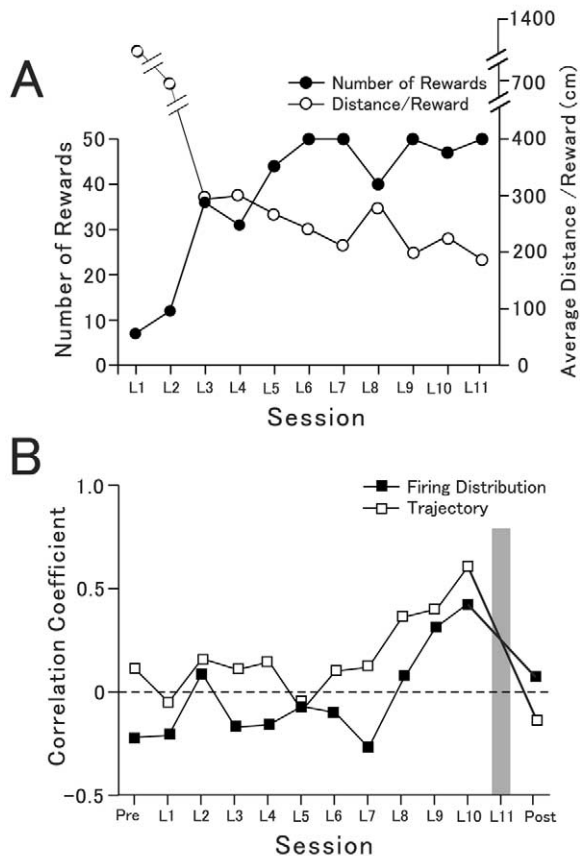 A
Number of Rewards
Distance/Reward
1400
700
50
40
30
20
10
0
Number of Rewards
400
300
200
100
0
Average Distance /Reward (cm)
L1 L2 L3 L4 L5 L6 L7 L8 L9 L10 L11
Session
B
Firing Distribution
Trajectory
1.0
0.5
0
-0.5
Correlation Coefficient
Pre L1 L2 L3 L4 L5 L6 L7 L8 L9 L10 L11 Post
Session